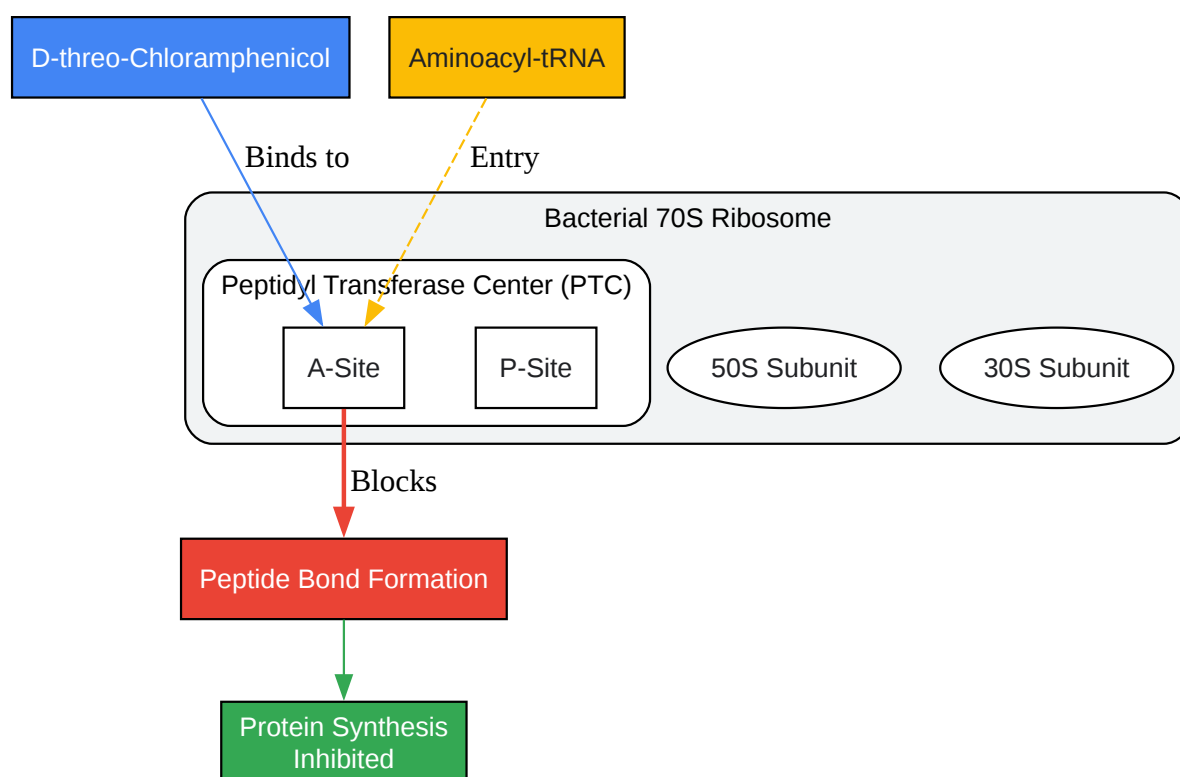 D-threo-Chloramphenicol
Aminoacyl-tRNA
Binds to
Entry
Bacterial 70S Ribosome
Peptidyl Transferase Center (PTC)
A-Site
P-Site
50S Subunit
30S Subunit
Blocks
Peptide Bond Formation
Protein Synthesis
Inhibited